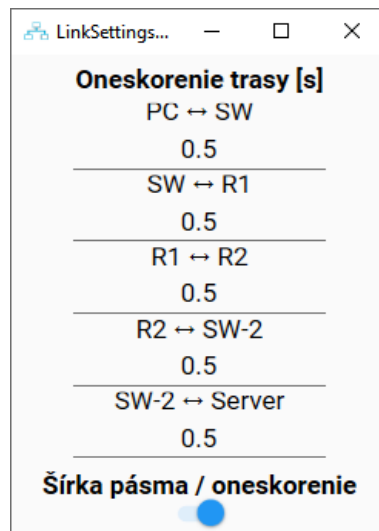 LinkSettings...
Oneskorenie trasy [s]
PC ↔ SW
0.5
SW ↔ R1
0.5
R1 ↔ R2
0.5
R2 ↔ SW-2
0.5
SW-2 ↔ Server
0.5
Šírka pásma / oneskorenie